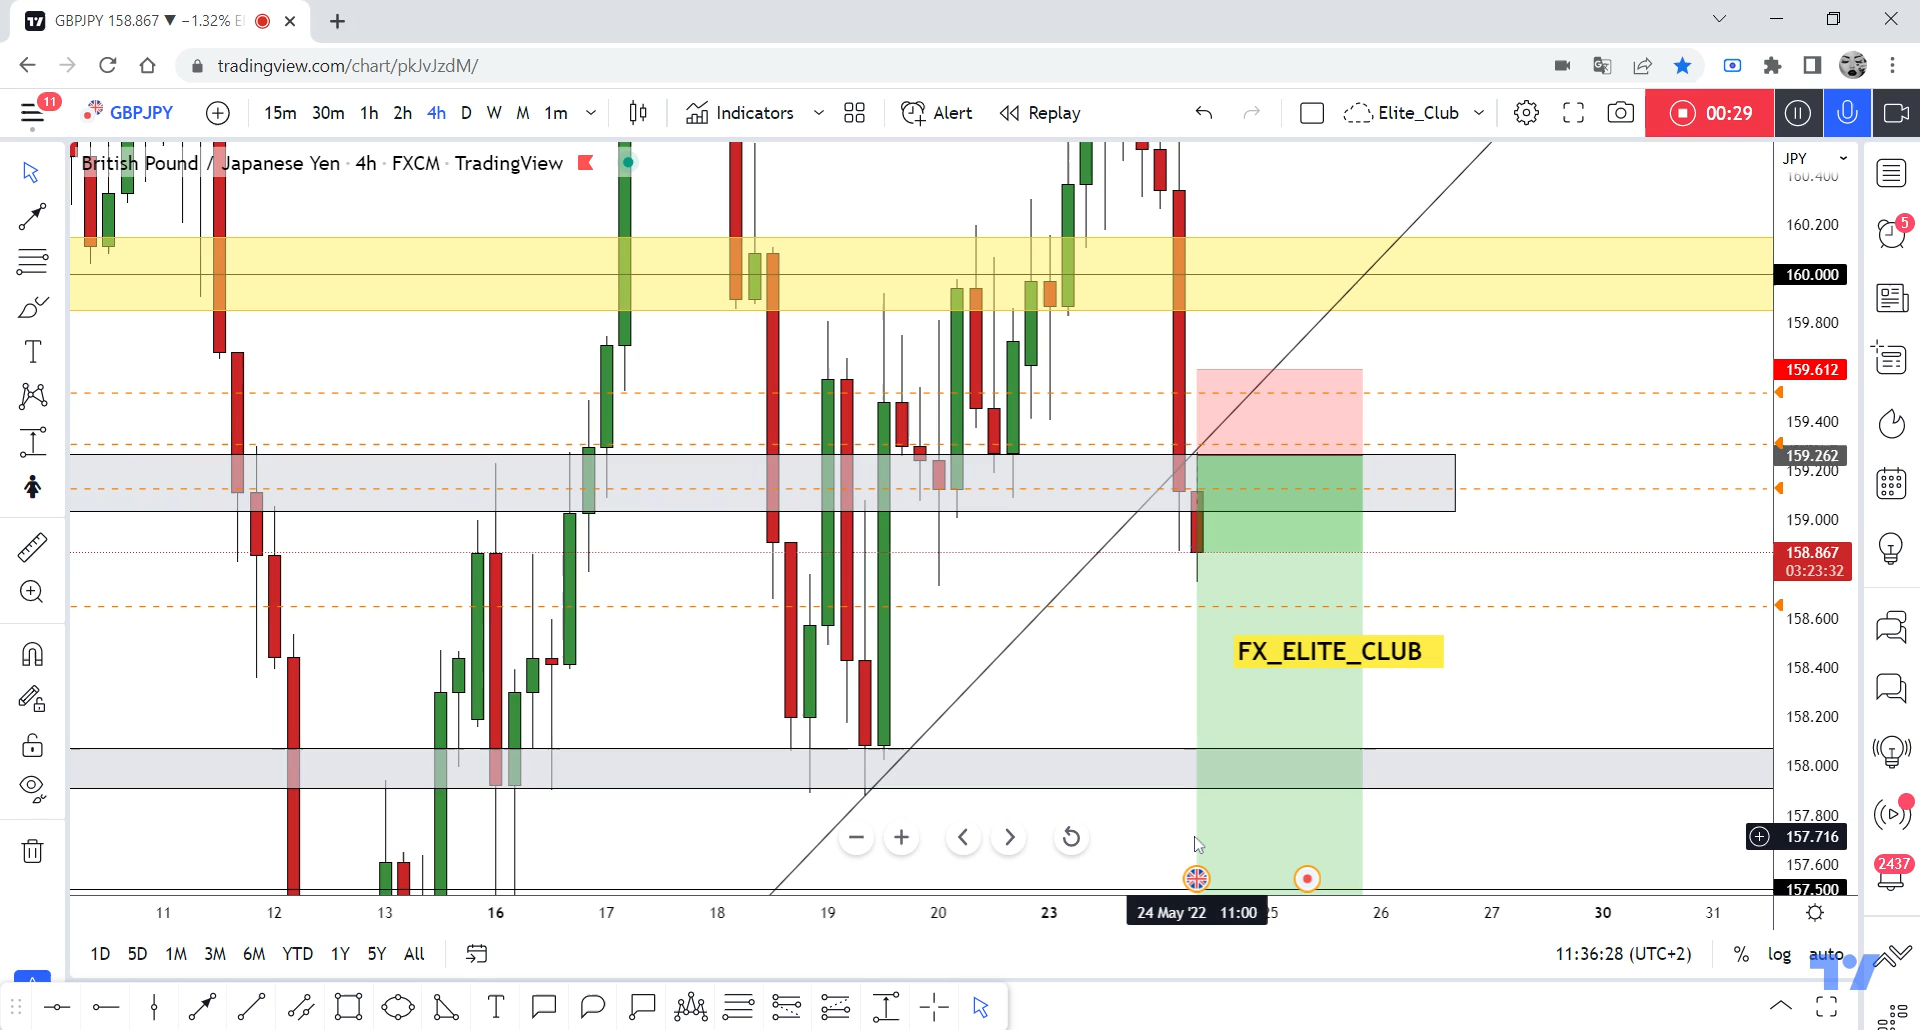 GBPJPY 158.867 ▼ −1.32%
tradingview.com/chart/pkJvJzdM/
11
GBPJPY
15m 30m 1h 2h 4h D W M 1m
Indicators
Alert
Replay
Elite_Club
00:29
British Pound / Japanese Yen · 4h · FXCM · TradingView
JPY
160.400
160.200
160.000
159.800
159.612
159.400
159.262
159.200
159.000
158.867
03:23:32
158.600
FX_ELITE_CLUB
158.400
158.200
158.000
157.800
157.716
157.600
157.500
5
2437
11 12 13 16 17 18 19 20 23 24 May '22 11:00 25 26 27 30 31
1D 5D 1M 3M 6M YTD 1Y 5Y All
11:36:28 (UTC+2) % log auto